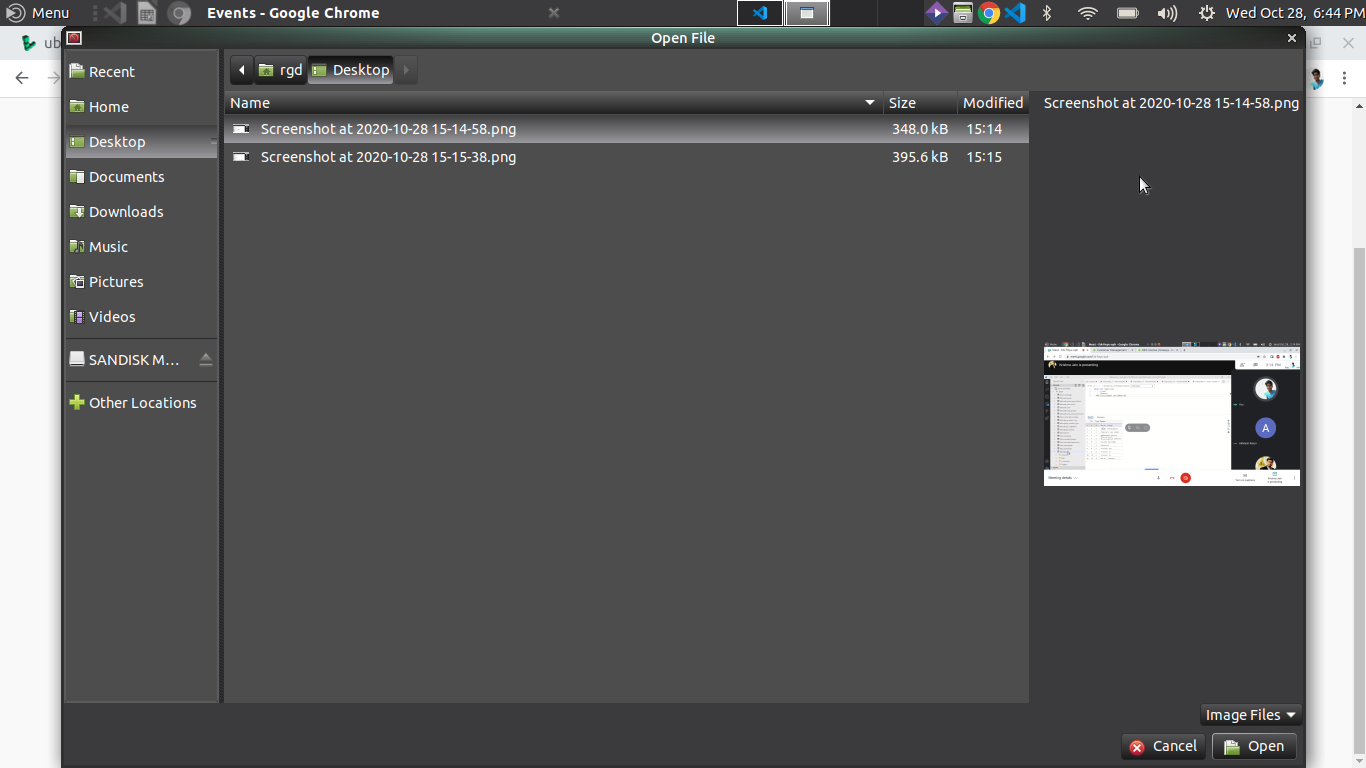 Menu Events - Google Chrome Wed Oct 28, 6:44 PM
ub
Open File
Recent
Home
Desktop
Documents
Downloads
Music
Pictures
Videos
SANDISK M...
Other Locations
rgd Desktop
Name Size Modified
Screenshot at 2020-10-28 15-14-58.png 348.0 kB 15:14
Screenshot at 2020-10-28 15-15-38.png 395.6 kB 15:15
Screenshot at 2020-10-28 15-14-58.png
A
Image Files
Cancel Open